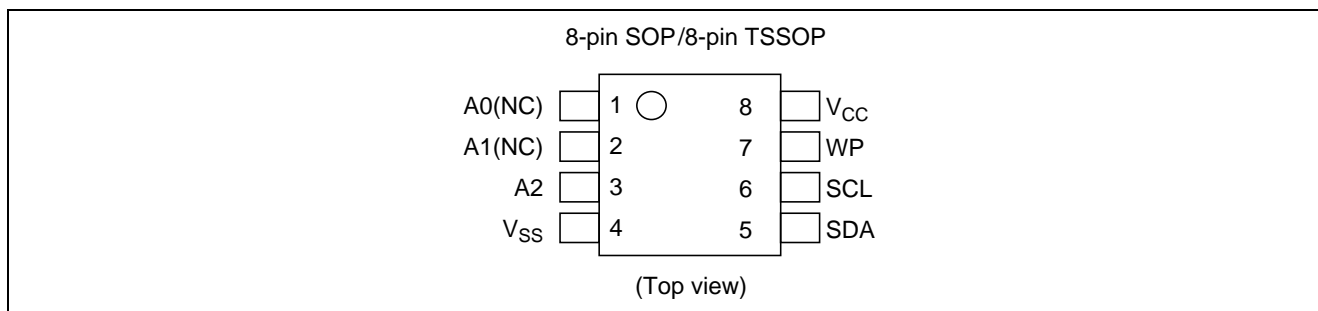 8-pin SOP/8-pin TSSOP
A0(NC) 1 8 VCC
A1(NC) 2 7 WP
A2 3 6 SCL
VSS 4 5 SDA
(Top view)